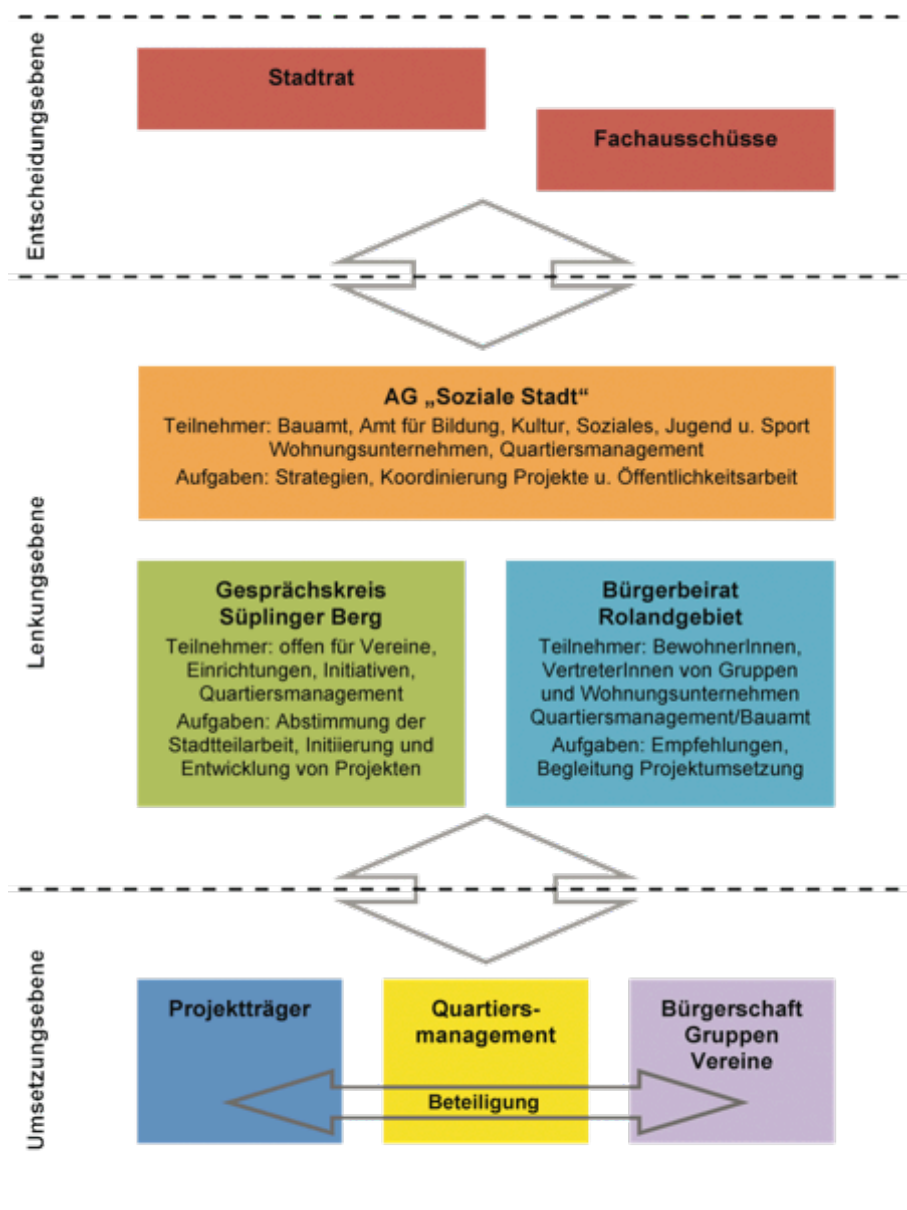 Entscheidungsebene
Stadtrat
Fachausschüsse
Lenkungsebene
AG „Soziale Stadt“
Teilnehmer: Bauamt, Amt für Bildung, Kultur, Soziales, Jugend u. Sport
Wohnungsunternehmen, Quartiersmanagement
Aufgaben: Strategien, Koordinierung Projekte u. Öffentlichkeitsarbeit
Gesprächskreis
Süplinger Berg
Teilnehmer: offen für Vereine,
Einrichtungen, Initiativen,
Quartiersmanagement
Aufgaben: Abstimmung der
Stadtteilarbeit, Initiierung und
Entwicklung von Projekten
Bürgerbeirat
Rolandgebiet
Teilnehmer: BewohnerInnen,
VertreterInnen von Gruppen
und Wohnungsunternehmen
Quartiersmanagement/Bauamt
Aufgaben: Empfehlungen,
Begleitung Projektumsetzung
Umsetzungsebene
Projektträger
Quartiers-
management
Bürgerschaft
Gruppen
Vereine
Beteiligung